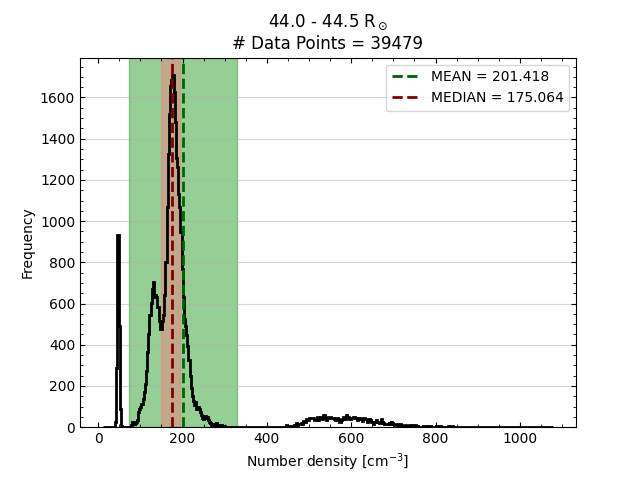 44.0 - 44.5 R⊙
# Data Points = 39479
MEAN = 201.418
MEDIAN = 175.064
Frequency
1600
1400
1200
1000
800
600
400
200
0
0 200 400 600 800 1000
Number density [cm⁻³]